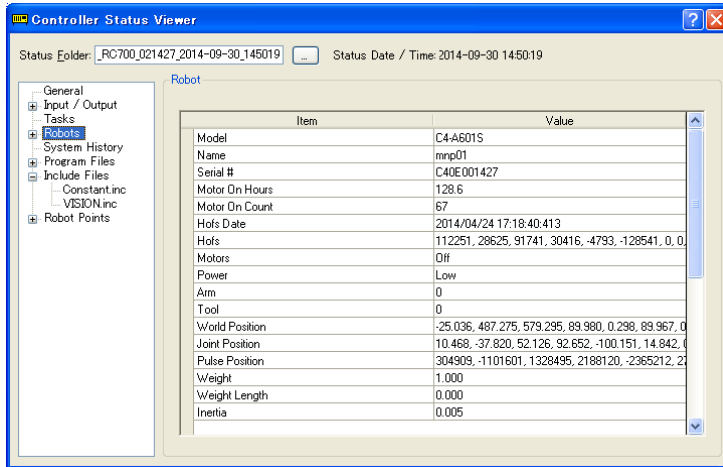 Controller Status Viewer
Status Folder: _RC700_021427_2014-09-30_145019 ... Status Date / Time: 2014-09-30 14:50:19
General
Input / Output
Tasks
Robots
System History
Program Files
Include Files
Constant.inc
VISION.inc
Robot Points
Robot
Item Value
Model C4-A601S
Name mnp01
Serial # C40E001427
Motor On Hours 128.6
Motor On Count 67
Hofs Date 2014/04/24 17:18:40:413
Hofs 112251, 28625, 91741, 30416, -4793, -128541, 0, 0,
Motors Off
Power Low
Arm 0
Tool 0
World Position -25.036, 487.275, 579.295, 89.980, 0.298, 89.967, 0
Joint Position 10.468, -37.820, 52.126, 92.652, -100.151, 14.842,
Pulse Position 304909, -1101601, 1328495, 2188120, -2365212,
Weight 1.000
Weight Length 0.000
Inertia 0.005